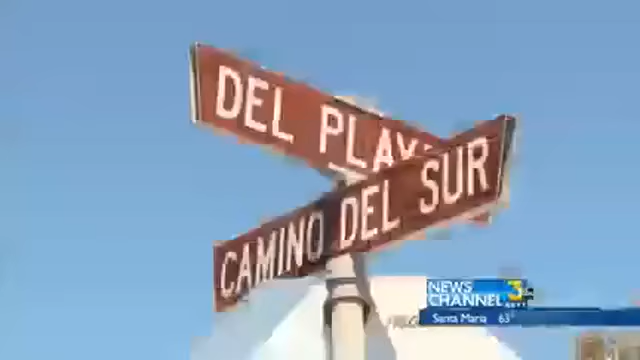 DEL PLAY
CAMINO DEL SUR
NEWS
CHANNEL 3
Santa Maria 63°